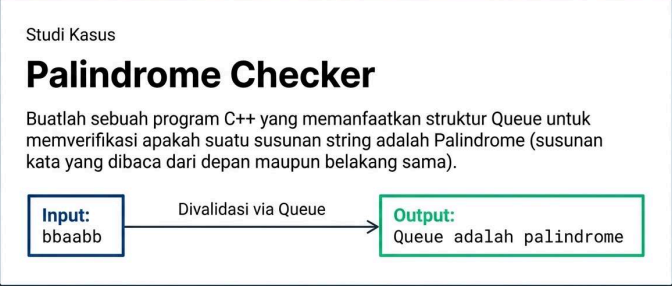 Studi Kasus
Palindrome Checker
Buatlah sebuah program C++ yang memanfaatkan struktur Queue untuk
memverifikasi apakah suatu susunan string adalah Palindrome (susunan
kata yang dibaca dari depan maupun belakang sama).
Input:
bbaabb
Divalidasi via Queue
Output:
Queue adalah palindrome